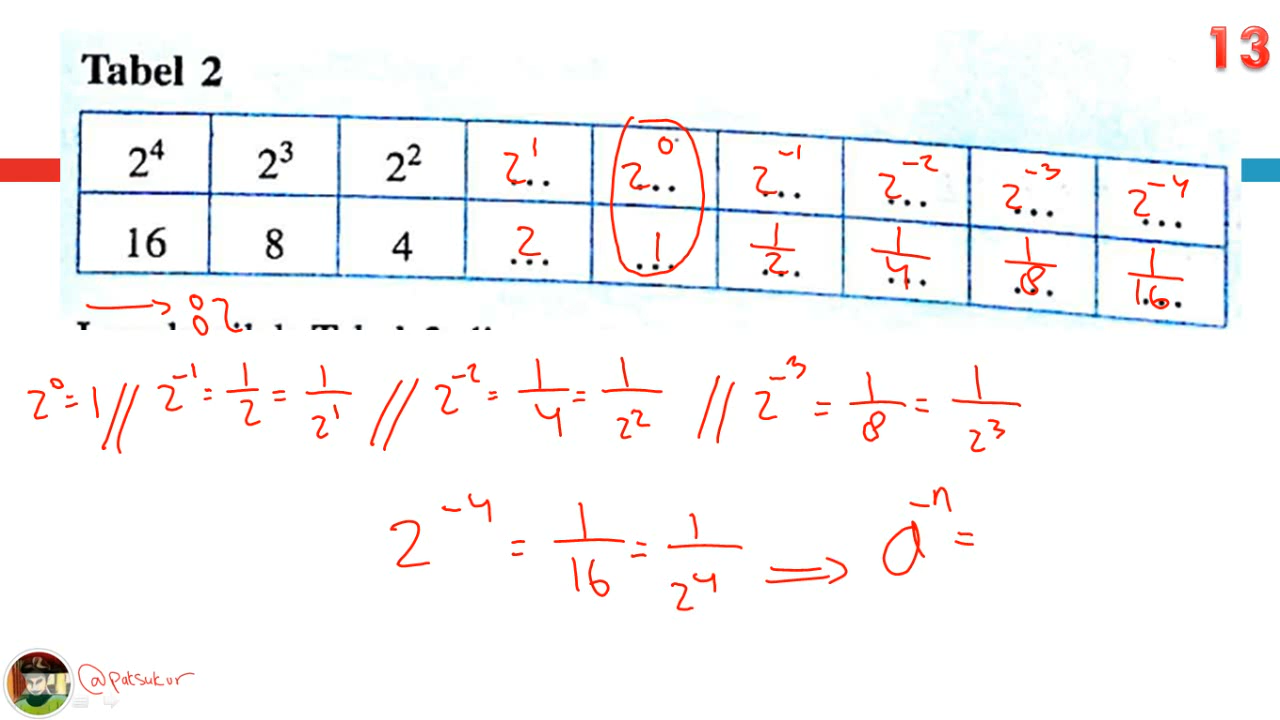 13
Tabel 2
2⁴ 2³ 2² 2¹... 2⁰... 2⁻¹... 2⁻²... 2⁻³... 2⁻⁴...
16 8 4 2... 1... 1/2... 1/4... 1/8... 1/16...
→ : 2
2⁰ = 1 // 2⁻¹ = 1/2 = 1/2¹ // 2⁻² = 1/4 = 1/2² // 2⁻³ = 1/8 = 1/2³
2⁻⁴ = 1/16 = 1/2⁴ ⟹ a⁻ⁿ =
@patsukur